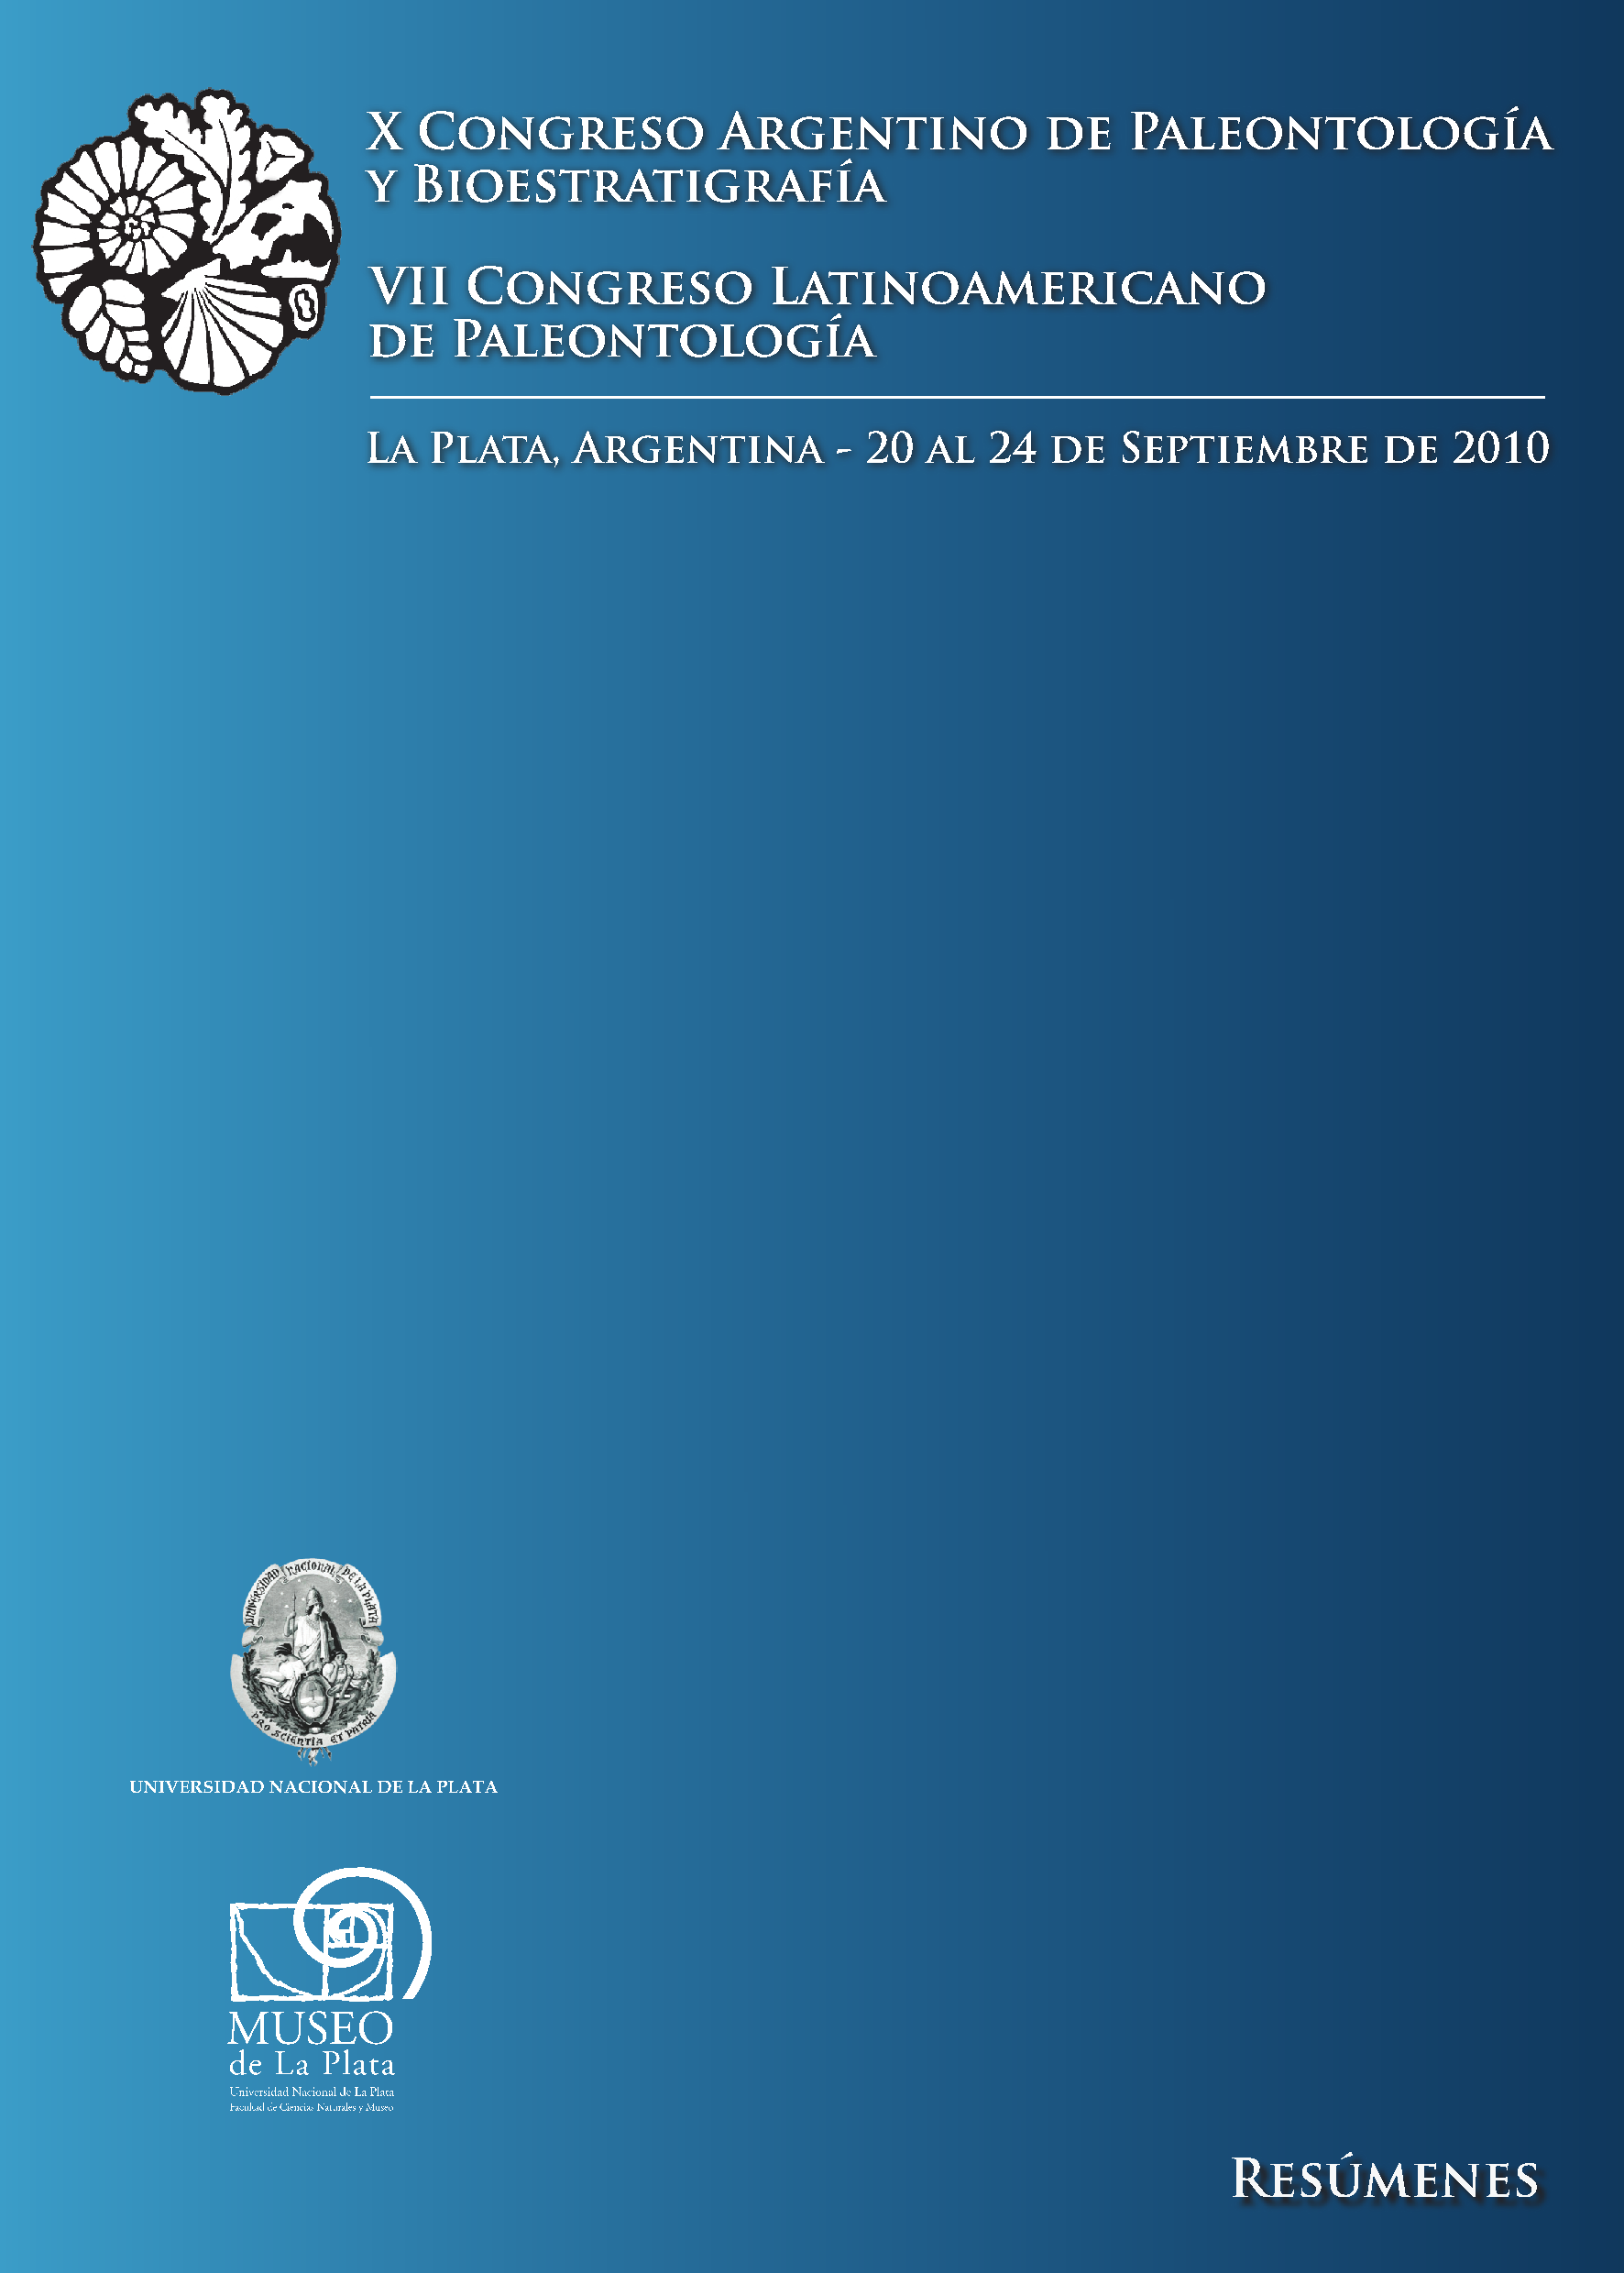 X Congreso Argentino de Paleontología
y Bioestratigrafía
VII Congreso Latinoamericano
de Paleontología
La Plata, Argentina - 20 al 24 de Septiembre de 2010
UNIVERSIDAD NACIONAL DE LA PLATA
PRO SCIENTIA ET PATRIA
UNIVERSIDAD NACIONAL DE LA PLATA
MUSEO
de La Plata
Universidad Nacional de La Plata
Facultad de Ciencias Naturales y Museo
Resúmenes